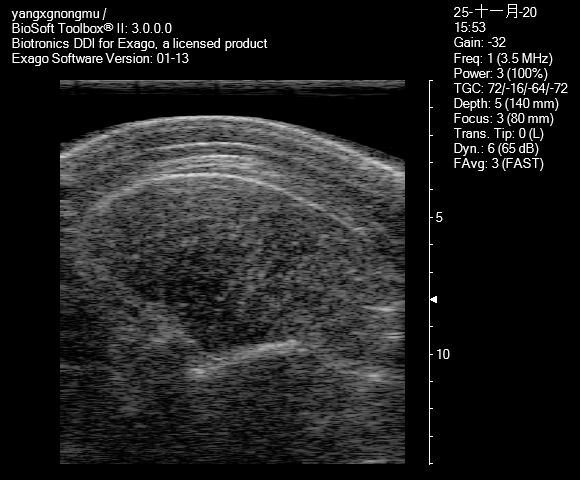 yangxgnongmu /
BioSoft Toolbox® II: 3.0.0.0
Biotronics DDI for Exago, a licensed product
Exago Software Version: 01-13
25-十一月-20
15:53
Gain: -32
Freq: 1 (3.5 MHz)
Power: 3 (100%)
TGC: 72/-16/-64/-72
Depth: 5 (140 mm)
Focus: 3 (80 mm)
Trans. Tip: 0 (L)
Dyn.: 6 (65 dB)
FAvg: 3 (FAST)
5
10